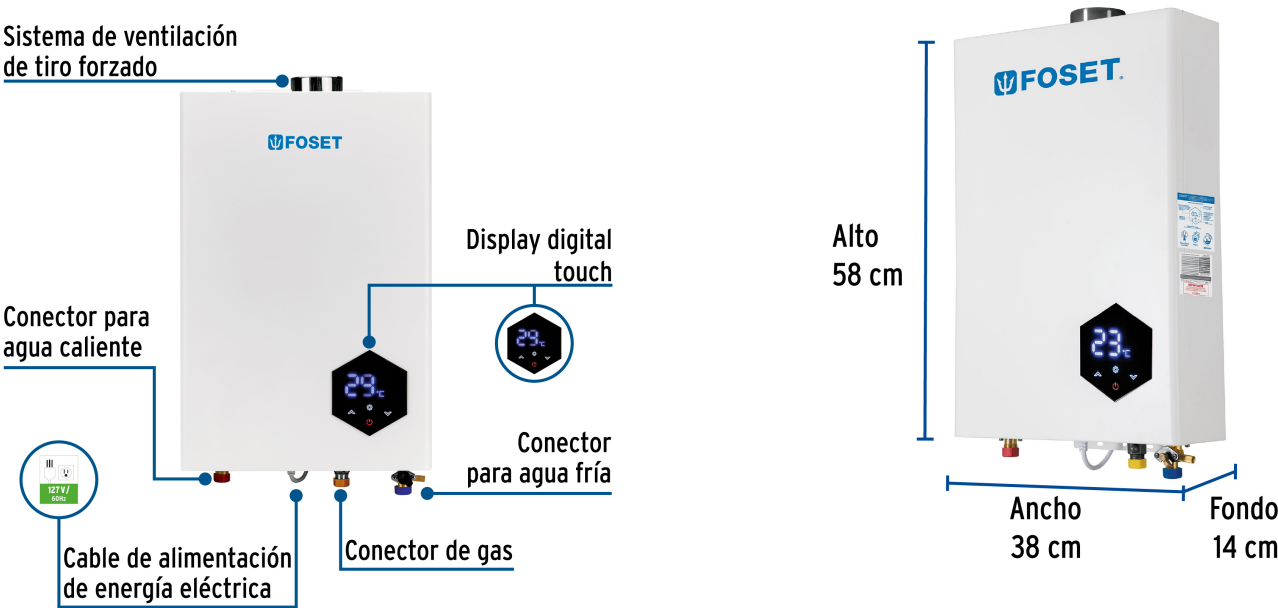 Sistema de ventilación
de tiro forzado
FOSET
Display digital
touch
29 °C
29 °C
Conector para
agua caliente
Conector
para agua fría
127 V/
60Hz
Cable de alimentación
de energía eléctrica
Conector de gas
FOSET
Alto
58 cm
23 °C
Ancho
38 cm
Fondo
14 cm